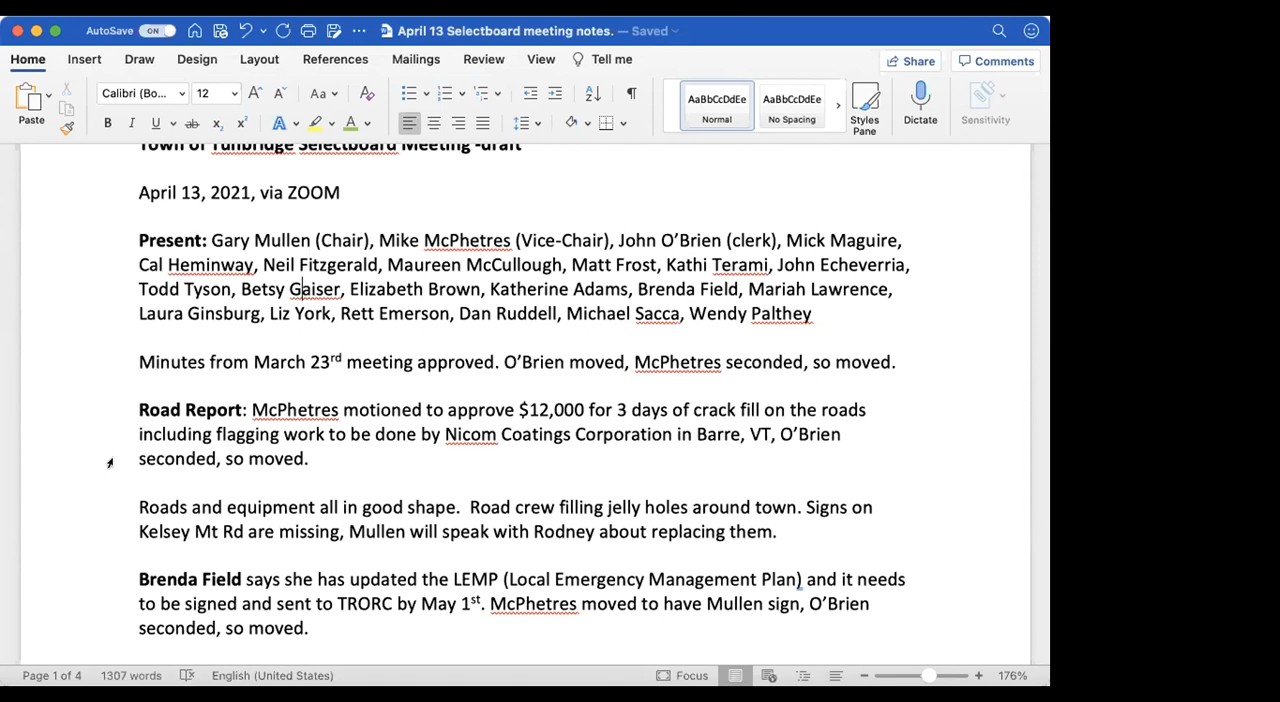 AutoSave ON April 13 Selectboard meeting notes. — Saved
Home Insert Draw Design Layout References Mailings Review View Tell me Share Comments
Calibri (Bo... 12 A A Aa A AaBbCcDdEe AaBbCcDdEe
Paste B I U ab x₂ x² A A Normal No Spacing Styles Pane Dictate Sensitivity
Town of Tunbridge Selectboard Meeting -draft
April 13, 2021, via ZOOM
Present: Gary Mullen (Chair), Mike McPhetres (Vice-Chair), John O’Brien (clerk), Mick Maguire,
Cal Heminway, Neil Fitzgerald, Maureen McCullough, Matt Frost, Kathi Terami, John Echeverria,
Todd Tyson, Betsy Gaiser, Elizabeth Brown, Katherine Adams, Brenda Field, Mariah Lawrence,
Laura Ginsburg, Liz York, Rett Emerson, Dan Ruddell, Michael Sacca, Wendy Palthey
Minutes from March 23rd meeting approved. O’Brien moved, McPhetres seconded, so moved.
Road Report: McPhetres motioned to approve $12,000 for 3 days of crack fill on the roads
including flagging work to be done by Nicom Coatings Corporation in Barre, VT, O’Brien
seconded, so moved.
Roads and equipment all in good shape. Road crew filling jelly holes around town. Signs on
Kelsey Mt Rd are missing, Mullen will speak with Rodney about replacing them.
Brenda Field says she has updated the LEMP (Local Emergency Management Plan) and it needs
to be signed and sent to TRORC by May 1st. McPhetres moved to have Mullen sign, O’Brien
seconded, so moved.
Page 1 of 4 1307 words English (United States) Focus 176%